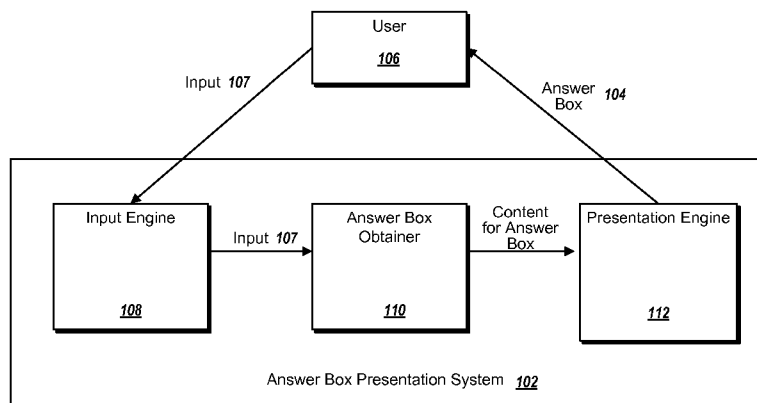 User
106
Input 107
Answer
Box 104
Input Engine
108
Input 107
Answer Box
Obtainer
110
Content
for Answer
Box
Presentation Engine
112
Answer Box Presentation System 102